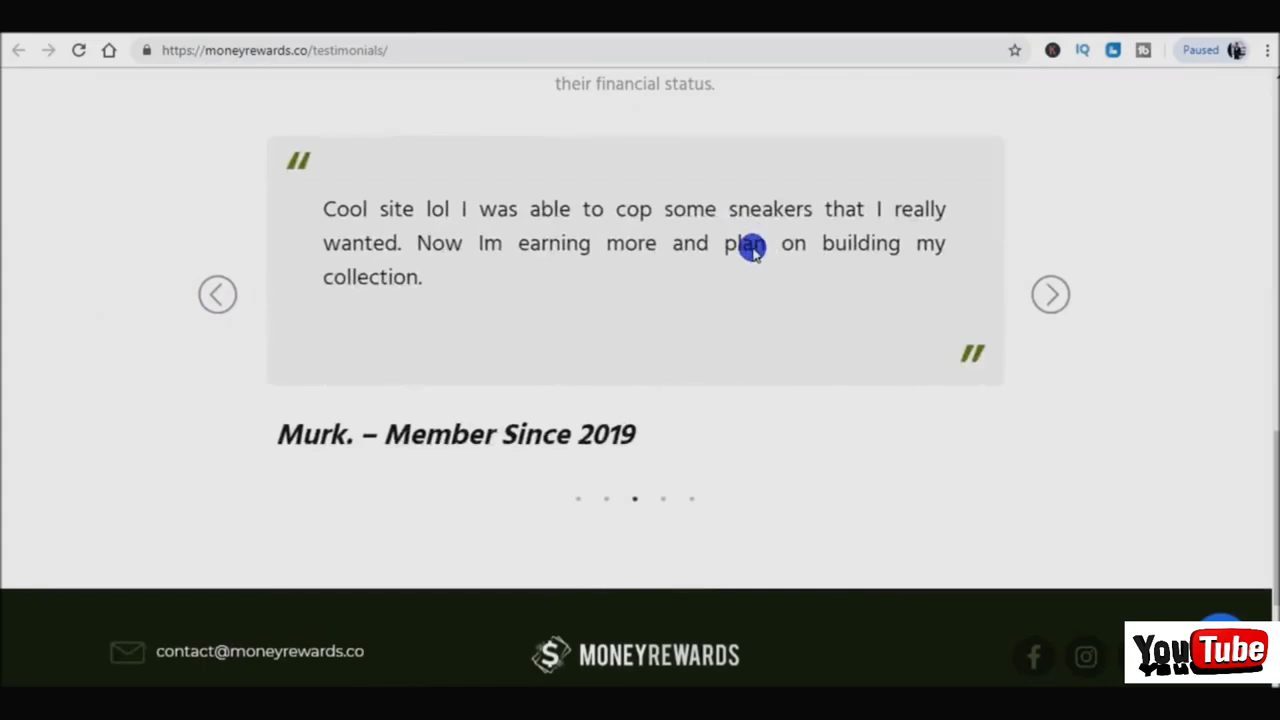 https://moneyrewards.co/testimonials/
Paused
their financial status.
Cool site lol I was able to cop some sneakers that I really
wanted. Now Im earning more and plan on building my
collection.
Murk. – Member Since 2019
contact@moneyrewards.co
MONEYREWARDS
YouTube